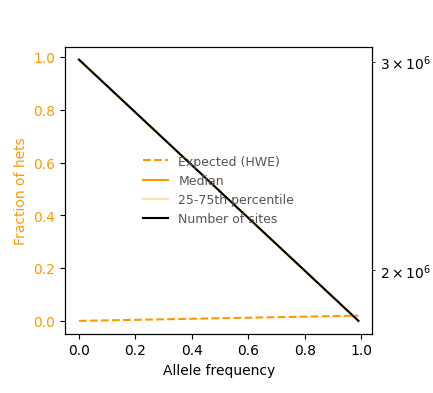 1.0
0.8
0.6
0.4
0.2
0.0
Fraction of hets
3 × 10⁶
2 × 10⁶
Expected (HWE)
Median
25-75th percentile
Number of sites
0.0 0.2 0.4 0.6 0.8 1.0
Allele frequency